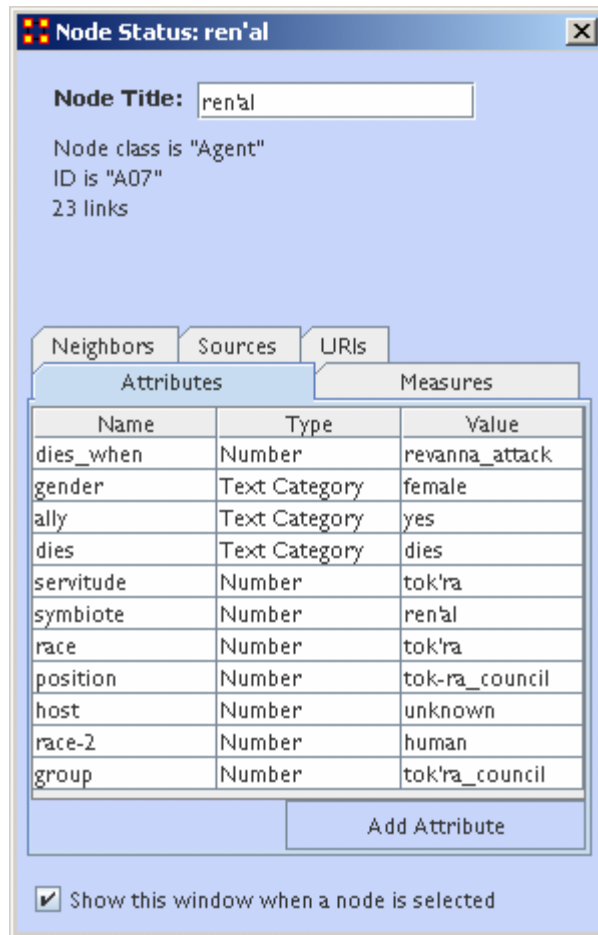 Node Status: ren'al
Node Title: ren'al
Node class is "Agent"
ID is "A07"
23 links
Neighbors Sources URIs
Attributes Measures
Name Type Value
dies_when Number revanna_attack
gender Text Category female
ally Text Category yes
dies Text Category dies
servitude Number tok'ra
symbiote Number ren'al
race Number tok'ra
position Number tok-ra_council
host Number unknown
race-2 Number human
group Number tok'ra_council
Add Attribute
Show this window when a node is selected